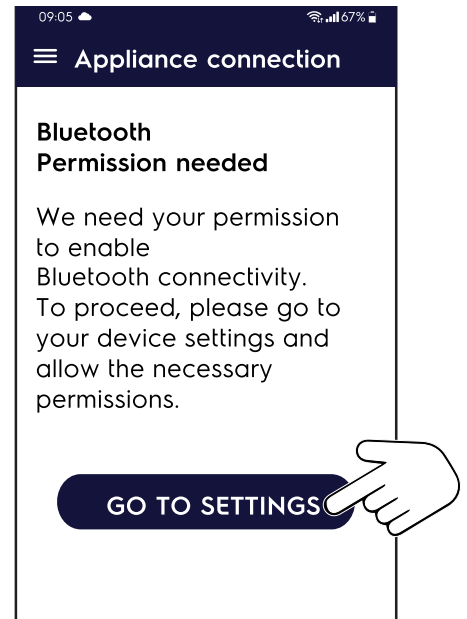 09:05 67%
Appliance connection
Bluetooth
Permission needed
We need your permission
to enable
Bluetooth connectivity.
To proceed, please go to
your device settings and
allow the necessary
permissions.
GO TO SETTINGS